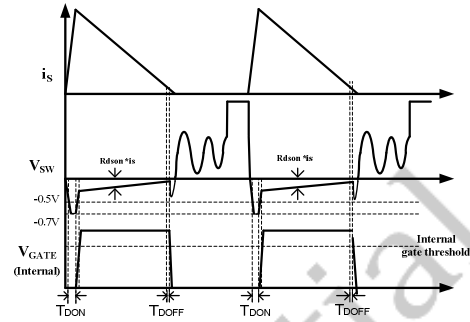 iS
VSW
Rdson *is
Rdson *is
-0.5V
-0.7V
VGATE
(Internal)
Internal
gate threshold
TDON
TDOFF
TDON
TDOFF